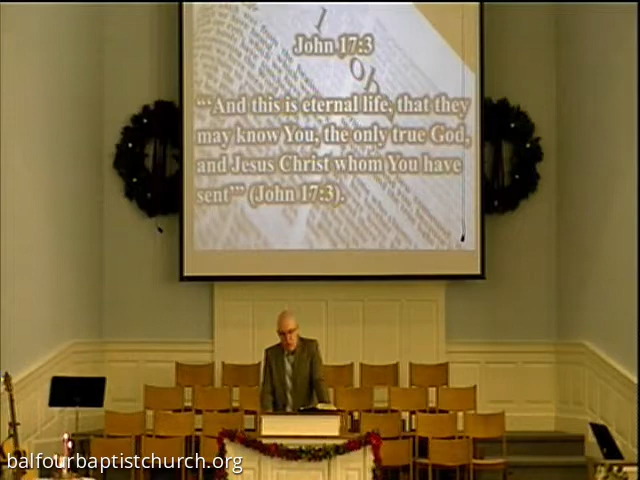 John 17:3
"'And this is eternal life, that they
may know You, the only true God,
and Jesus Christ whom You have
sent'" (John 17:3).
balfourbaptistchurch.org